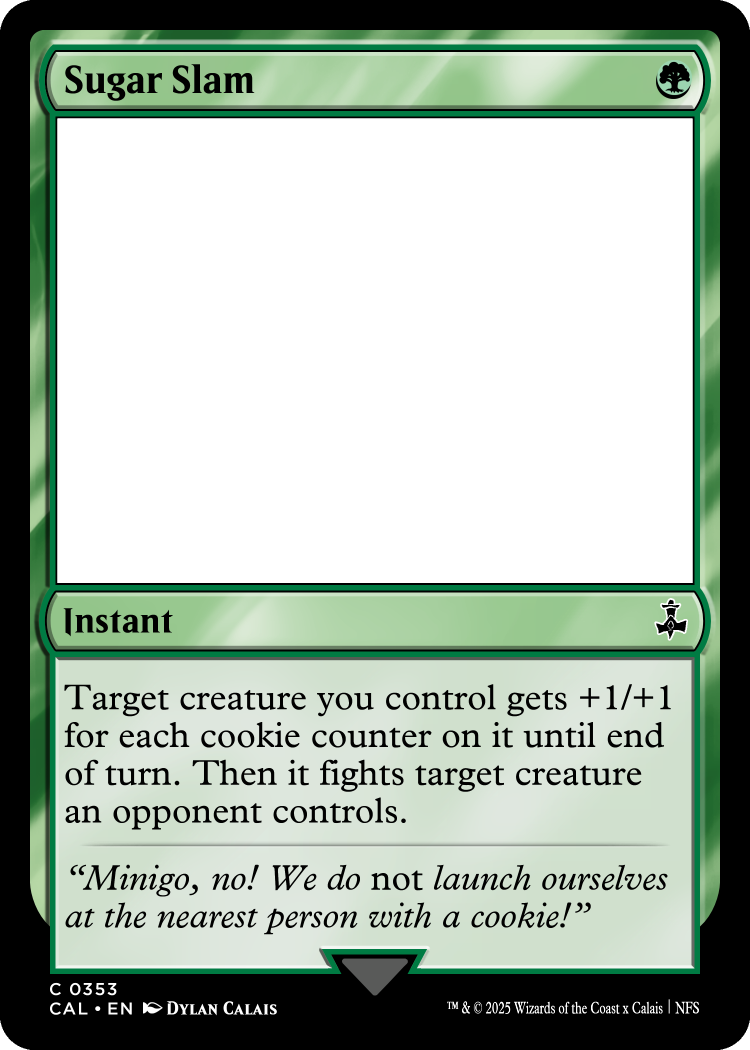 Sugar Slam
Instant
Target creature you control gets +1/+1
for each cookie counter on it until end
of turn. Then it fights target creature
an opponent controls.
“Minigo, no! We do not launch ourselves
at the nearest person with a cookie!”
C 0353
CAL • EN DYLAN CALAIS
™ & © 2025 Wizards of the Coast x Calais | NFS